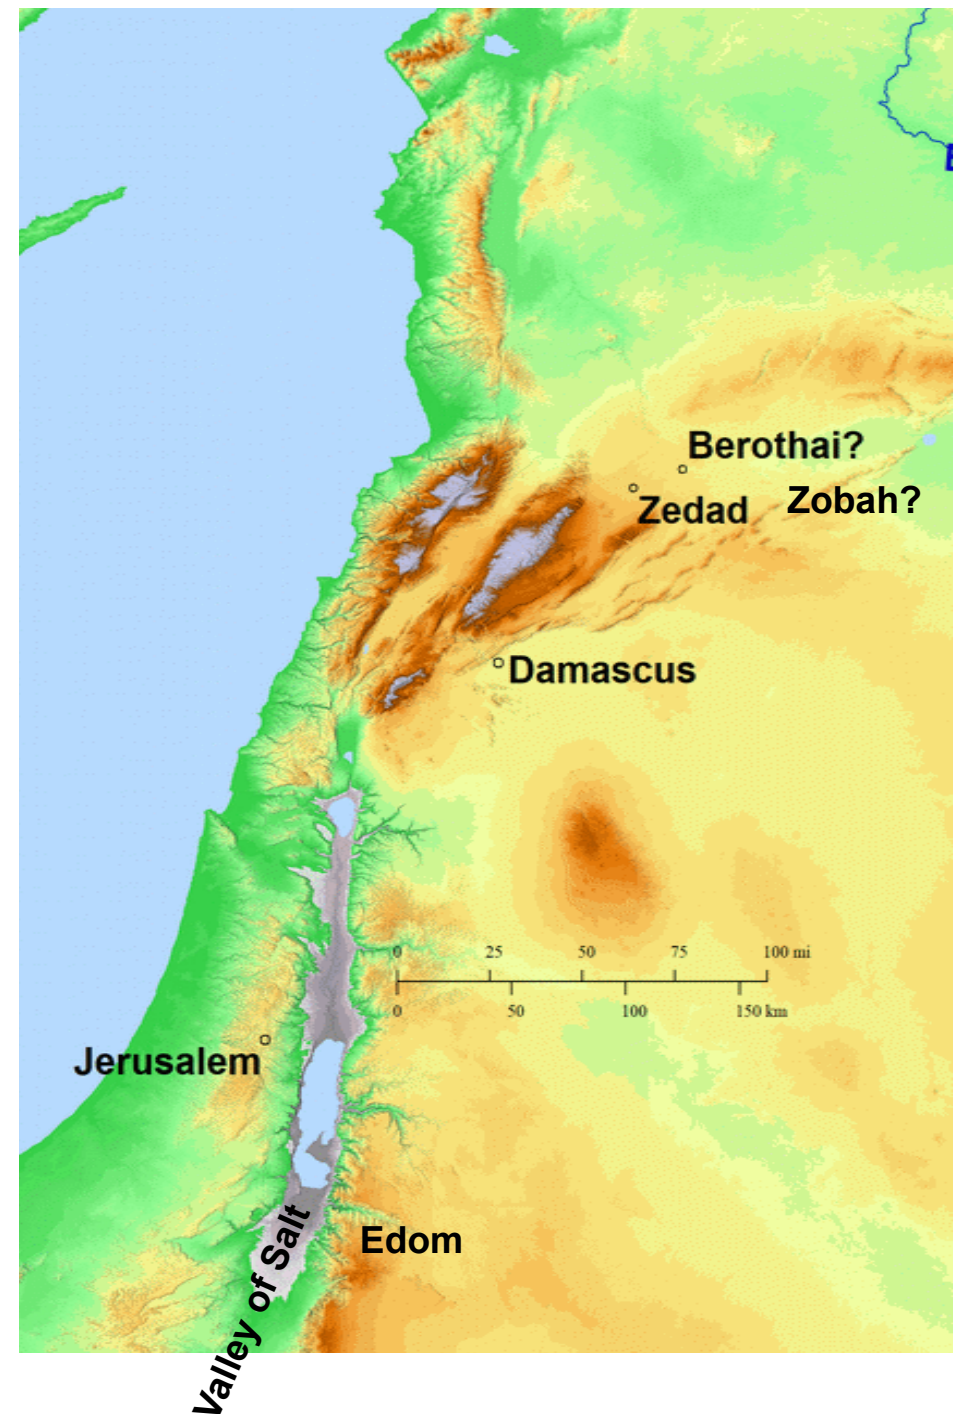 E
Berothai?
Zobah?
Zedad
Damascus
0 25 50 75 100 mi
0 50 100 150 km
Jerusalem
Edom
Valley of Salt